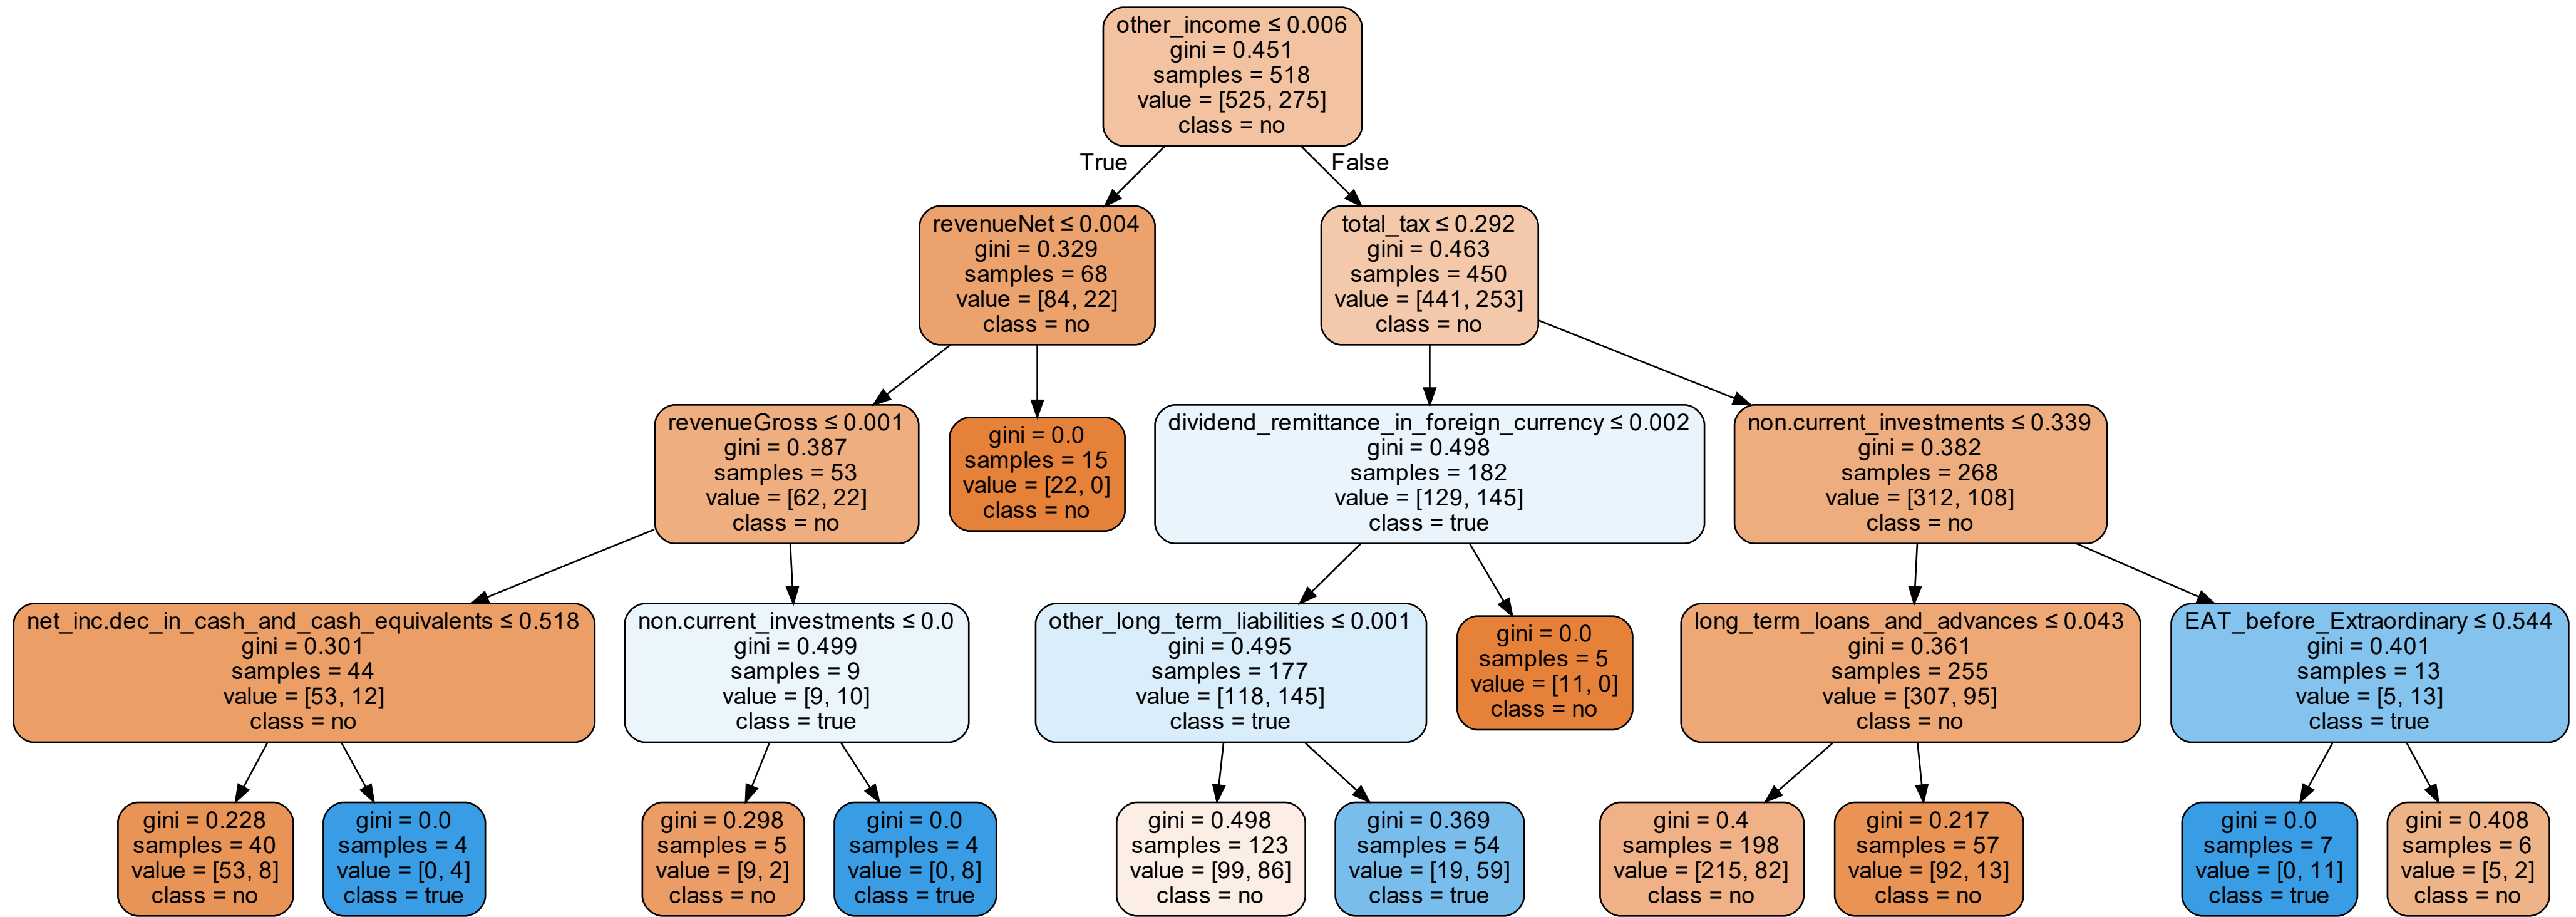 other_income ≤ 0.006
gini = 0.451
samples = 518
value = [525, 275]
class = no
True
False
revenueNet ≤ 0.004
gini = 0.329
samples = 68
value = [84, 22]
class = no
total_tax ≤ 0.292
gini = 0.463
samples = 450
value = [441, 253]
class = no
revenueGross ≤ 0.001
gini = 0.387
samples = 53
value = [62, 22]
class = no
gini = 0.0
samples = 15
value = [22, 0]
class = no
dividend_remittance_in_foreign_currency ≤ 0.002
gini = 0.498
samples = 182
value = [129, 145]
class = true
non.current_investments ≤ 0.339
gini = 0.382
samples = 268
value = [312, 108]
class = no
net_inc.dec_in_cash_and_cash_equivalents ≤ 0.518
gini = 0.301
samples = 44
value = [53, 12]
class = no
non.current_investments ≤ 0.0
gini = 0.499
samples = 9
value = [9, 10]
class = true
other_long_term_liabilities ≤ 0.001
gini = 0.495
samples = 177
value = [118, 145]
class = true
gini = 0.0
samples = 5
value = [11, 0]
class = no
long_term_loans_and_advances ≤ 0.043
gini = 0.361
samples = 255
value = [307, 95]
class = no
EAT_before_Extraordinary ≤ 0.544
gini = 0.401
samples = 13
value = [5, 13]
class = true
gini = 0.228
samples = 40
value = [53, 8]
class = no
gini = 0.0
samples = 4
value = [0, 4]
class = true
gini = 0.298
samples = 5
value = [9, 2]
class = no
gini = 0.0
samples = 4
value = [0, 8]
class = true
gini = 0.498
samples = 123
value = [99, 86]
class = no
gini = 0.369
samples = 54
value = [19, 59]
class = true
gini = 0.4
samples = 198
value = [215, 82]
class = no
gini = 0.217
samples = 57
value = [92, 13]
class = no
gini = 0.0
samples = 7
value = [0, 11]
class = true
gini = 0.408
samples = 6
value = [5, 2]
class = no